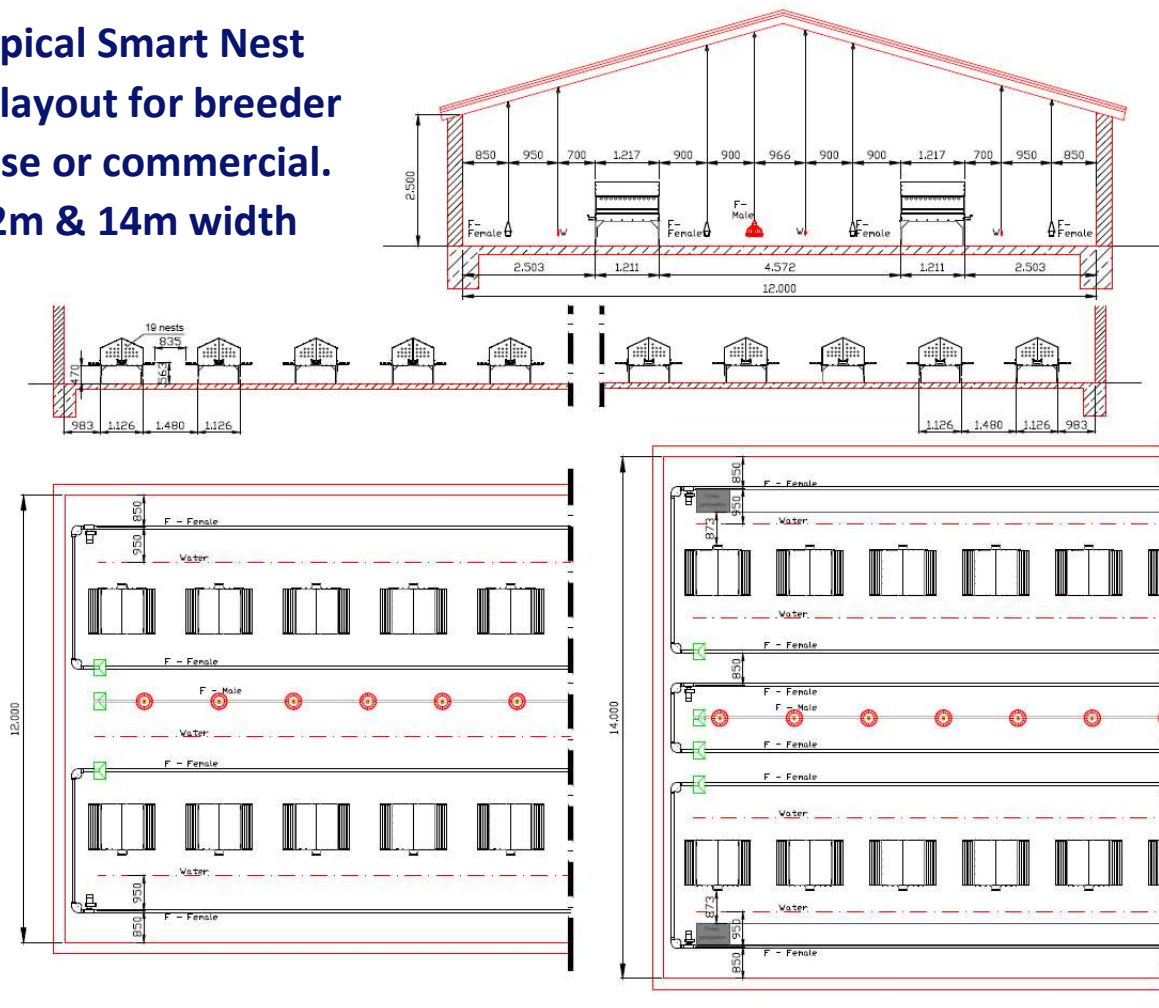 pical Smart Nest
layout for breeder
se or commercial.
2m & 14m width
850 950 700 1.217 900 900 966 900 900 1.217 700 950 850
2.500
F- Female
W
F- Female
F- Male
W
F- Female
W
F- Female
2.503 1.211 4.572 1.211 2.503
12.000
19 nests
835
470
563
983 1.126 1.480 1.126
1.126 1.480 1.126 983
12.000
850
F - Female
950
Water
F - Female
F - Male
Water
F - Female
Water
950
850
F - Female
14.000
850
F - Female
950
873
Water
Water
F - Female
850
F - Female
F - Male
F - Female
F - Female
Water
873
Water
950
F - Female
850